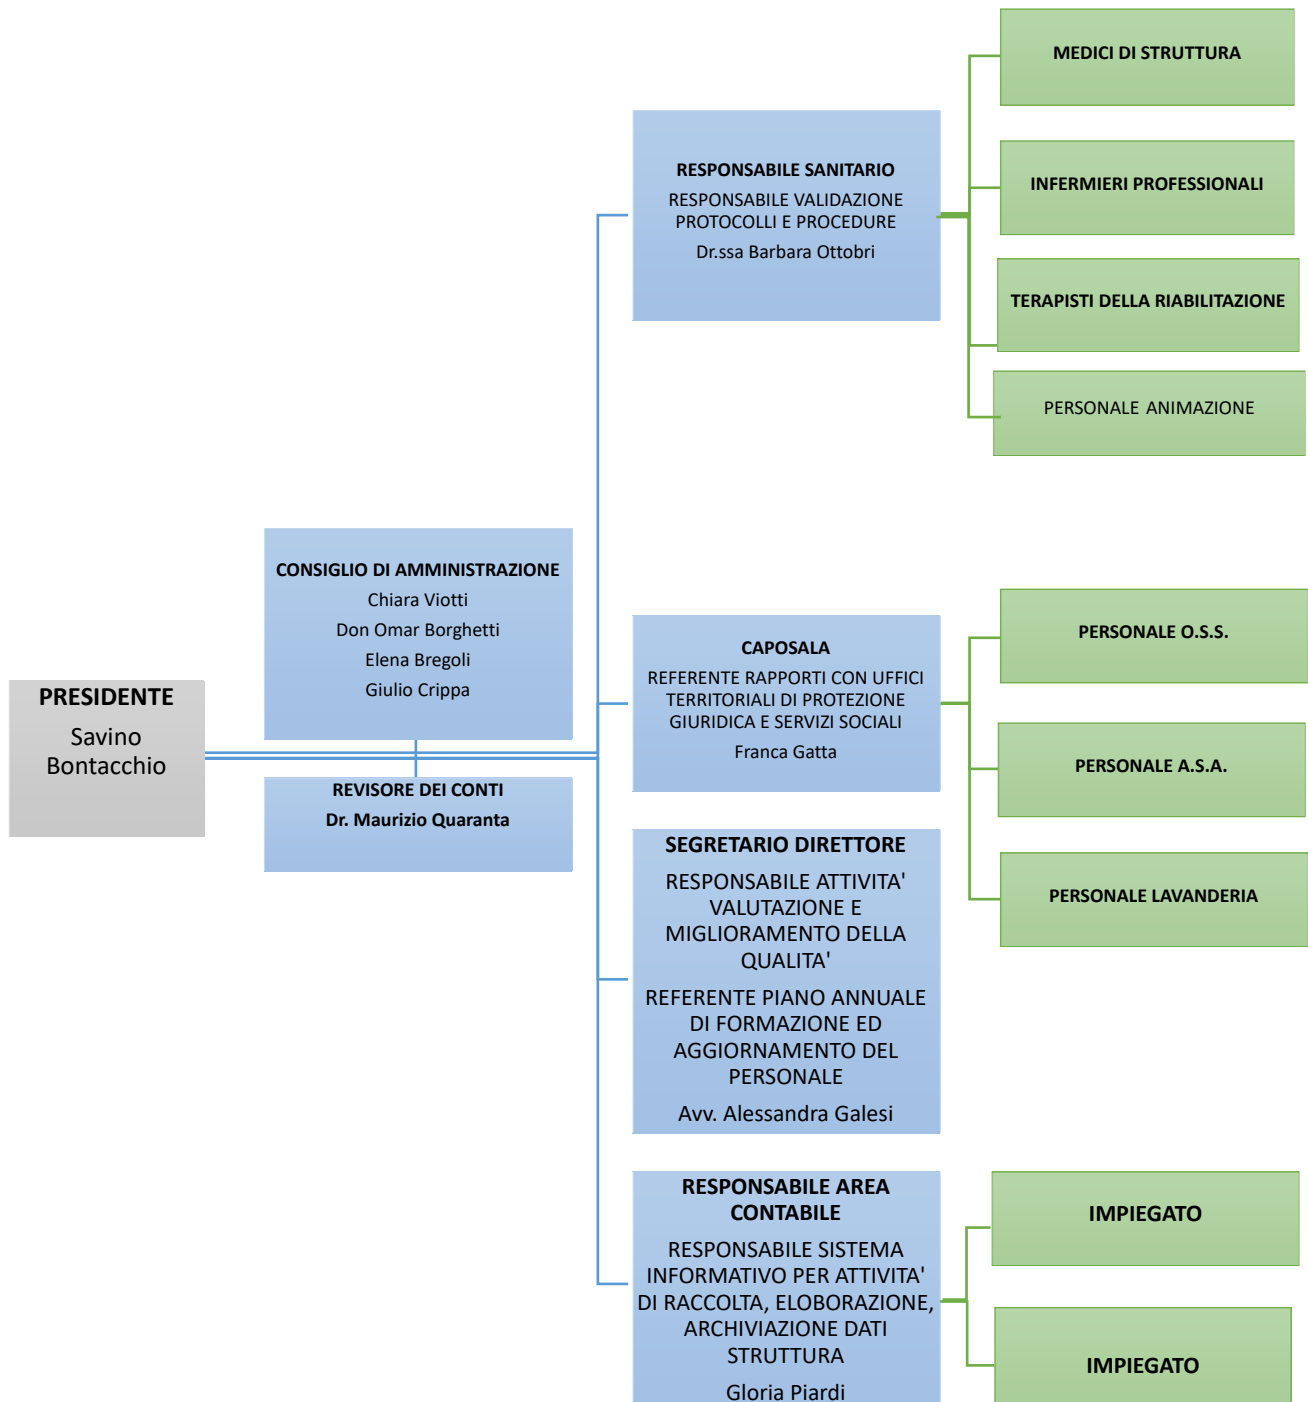 PRESIDENTE
Savino
Bontacchio
CONSIGLIO DI AMMINISTRAZIONE
Chiara Viotti
Don Omar Borghetti
Elena Bregoli
Giulio Crippa
REVISORE DEI CONTI
Dr. Maurizio Quaranta
RESPONSABILE SANITARIO
RESPONSABILE VALIDAZIONE
PROTOCOLLI E PROCEDURE
Dr.ssa Barbara Ottobri
MEDICI DI STRUTTURA
INFERMIERI PROFESSIONALI
TERAPISTI DELLA RIABILITAZIONE
PERSONALE ANIMAZIONE
CAPOSALA
REFERENTE RAPPORTI CON UFFICI
TERRITORIALI DI PROTEZIONE
GIURIDICA E SERVIZI SOCIALI
Franca Gatta
PERSONALE O.S.S.
PERSONALE A.S.A.
PERSONALE LAVANDERIA
SEGRETARIO DIRETTORE
RESPONSABILE ATTIVITA'
VALUTAZIONE E
MIGLIORAMENTO DELLA
QUALITA'
REFERENTE PIANO ANNUALE
DI FORMAZIONE ED
AGGIORNAMENTO DEL
PERSONALE
Avv. Alessandra Galesi
RESPONSABILE AREA
CONTABILE
RESPONSABILE SISTEMA
INFORMATIVO PER ATTIVITA'
DI RACCOLTA, ELOBORAZIONE,
ARCHIVIAZIONE DATI
STRUTTURA
Gloria Piardi
IMPIEGATO
IMPIEGATO